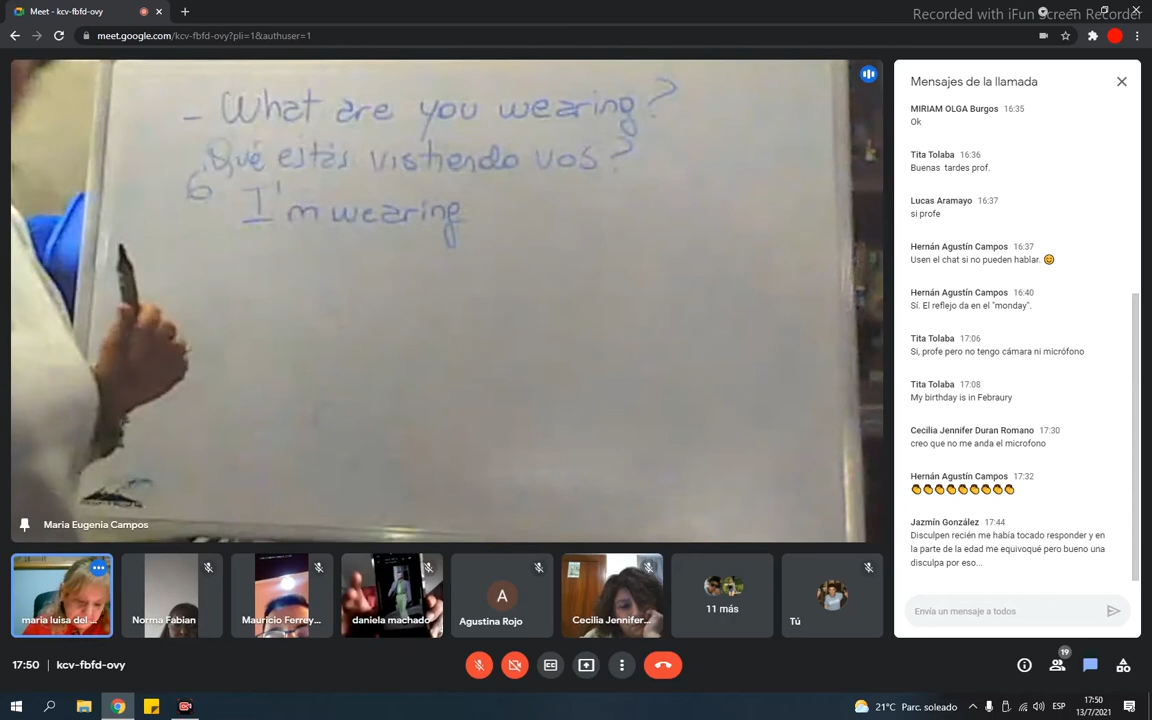 Meet - kcv-fbfd-ovy
Recorded with iFun Screen Recorder
meet.google.com/kcv-fbfd-ovy?pli=1&authuser=1
- What are you wearing?
¿Qué estás vistiendo vos?
I'm wearing
Maria Eugenia Campos
maria luisa del ...
Norma Fabian
Mauricio Ferrey...
daniela machado
A
Agustina Rojo
Cecilia Jennifer...
11 más
Tú
Mensajes de la llamada
MIRIAM OLGA Burgos 16:35
Ok
Tita Tolaba 16:36
Buenas tardes prof.
Lucas Aramayo 16:37
si profe
Hernán Agustín Campos 16:37
Usen el chat si no pueden hablar. 😊
Hernán Agustín Campos 16:40
Sí. El reflejo da en el "monday".
Tita Tolaba 17:06
Si, profe pero no tengo cámara ni micrófono
Tita Tolaba 17:08
My birthday is in Febraury
Cecilia Jennifer Duran Romano 17:30
creo que no me anda el microfono
Hernán Agustín Campos 17:32
👏👏👏👏👏👏👏👏👏
Jazmín González 17:44
Disculpen recién me había tocado responder y en
la parte de la edad me equivoqué pero bueno una
disculpa por eso...
Envía un mensaje a todos
17:50 kcv-fbfd-ovy
19
21°C Parc. soleado
ESP
17:50
13/7/2021